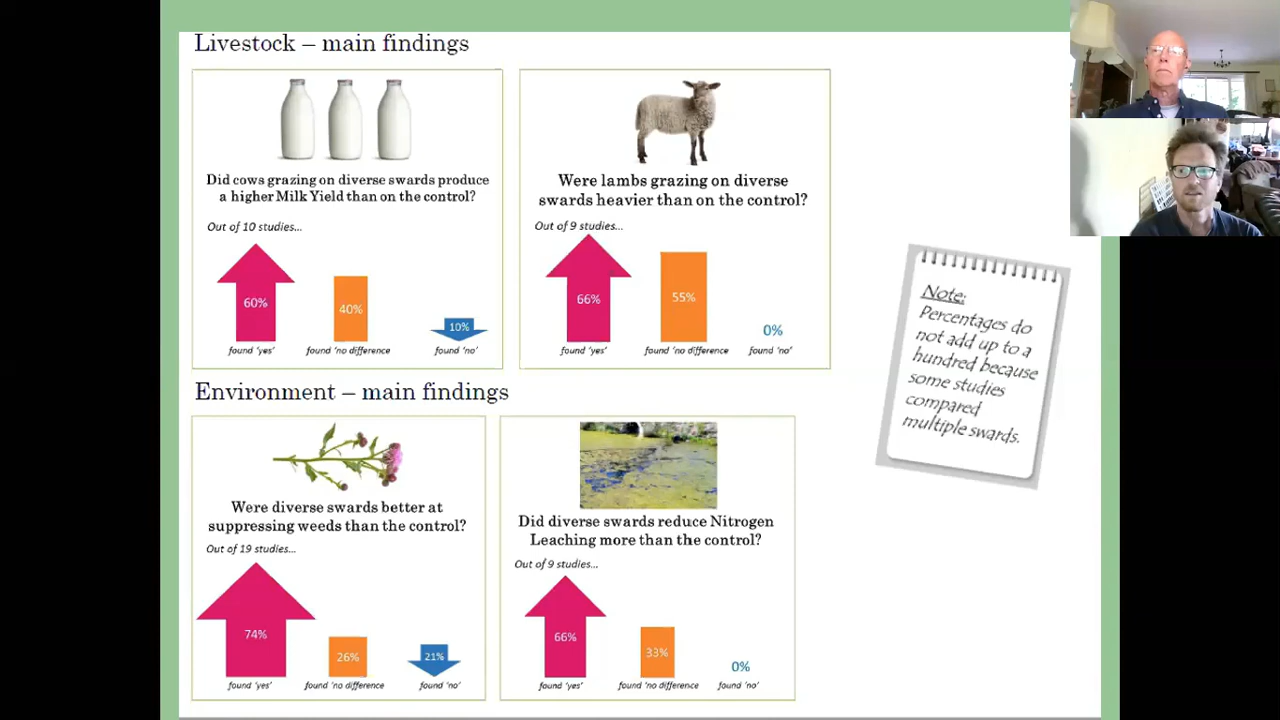 Livestock – main findings
Did cows grazing on diverse swards produce
a higher Milk Yield than on the control?
Out of 10 studies...
60%
40%
10%
found 'yes'
found 'no difference
found 'no'
Were lambs grazing on diverse
swards heavier than on the control?
Out of 9 studies...
66%
55%
0%
found 'yes'
found 'no difference
found 'no'
Note:
Percentages do
not add up to a
hundred because
some studies
compared
multiple swards.
Environment – main findings
Were diverse swards better at
suppressing weeds than the control?
Out of 19 studies...
74%
26%
21%
found 'yes'
found 'no difference
found 'no'
Did diverse swards reduce Nitrogen
Leaching more than the control?
Out of 9 studies...
66%
33%
0%
found 'yes'
found 'no difference
found 'no'